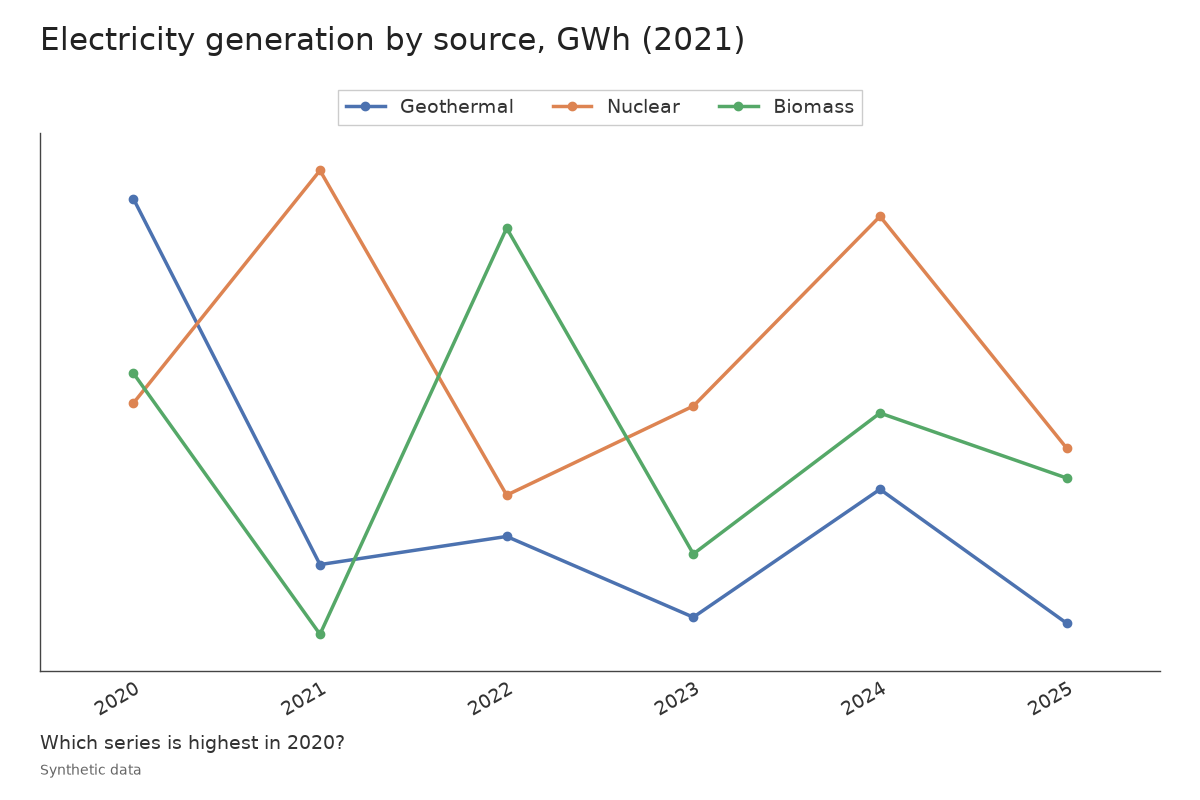 Electricity generation by source, GWh (2021)
Geothermal Nuclear Biomass
2020 2021 2022 2023 2024 2025
Which series is highest in 2020?
Synthetic data